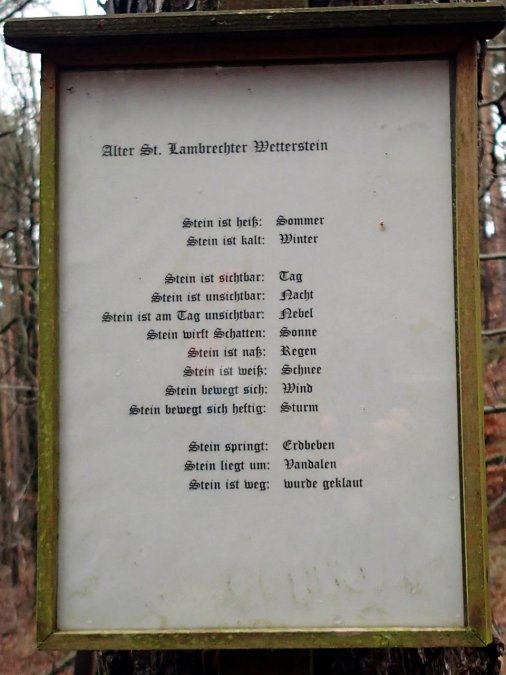 Alter St. Lambrechter Wetterstein
Stein ist heiß: Sommer
Stein ist kalt: Winter
Stein ist sichtbar: Tag
Stein ist unsichtbar: Nacht
Stein ist am Tag unsichtbar: Nebel
Stein wirft Schatten: Sonne
Stein ist naß: Regen
Stein ist weiß: Schnee
Stein bewegt sich: Wind
Stein bewegt sich heftig: Sturm
Stein springt: Erdbeben
Stein liegt um: Vandalen
Stein ist weg: wurde geklaut